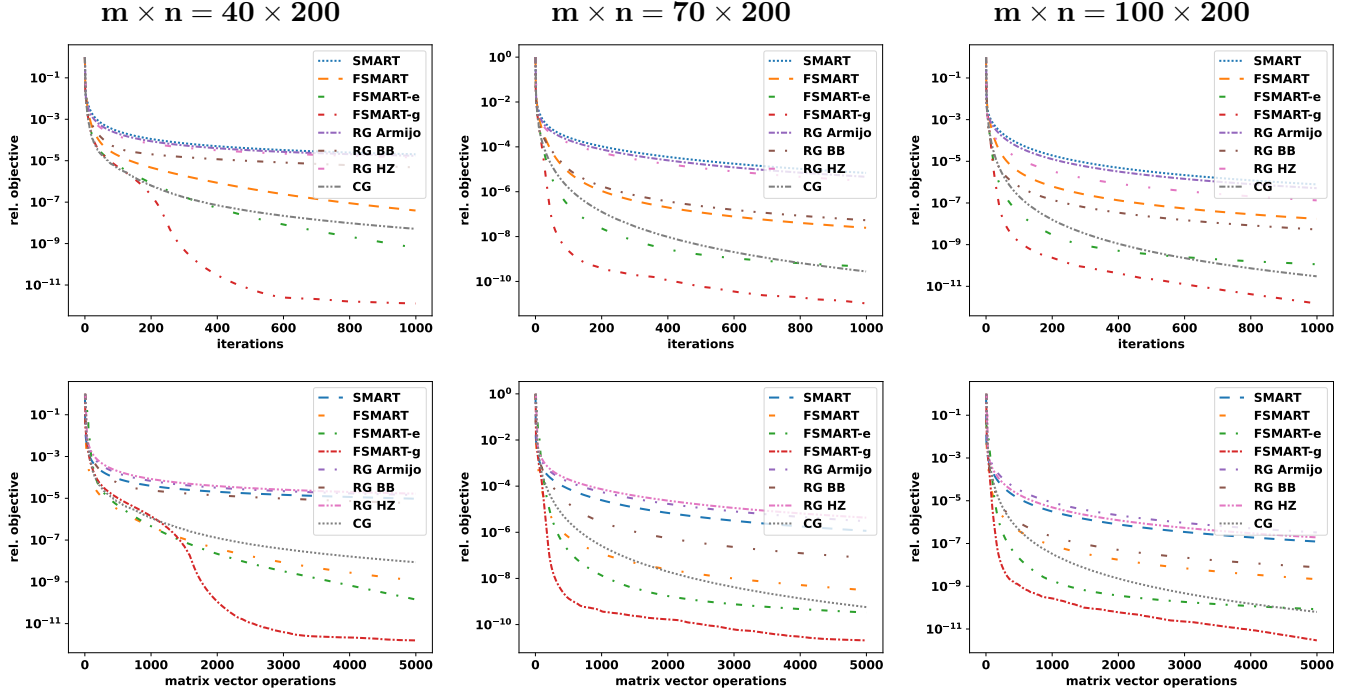 m × n = 40 × 200
m × n = 70 × 200
m × n = 100 × 200
rel. objective
10⁻¹
10⁻³
10⁻⁵
10⁻⁷
10⁻⁹
10⁻¹¹
SMART
FSMART
FSMART-e
FSMART-g
RG Armijo
RG BB
RG HZ
CG
0 200 400 600 800 1000
iterations
rel. objective
10⁰
10⁻²
10⁻⁴
10⁻⁶
10⁻⁸
10⁻¹⁰
SMART
FSMART
FSMART-e
FSMART-g
RG Armijo
RG BB
RG HZ
CG
0 200 400 600 800 1000
iterations
rel. objective
10⁻¹
10⁻³
10⁻⁵
10⁻⁷
10⁻⁹
10⁻¹¹
SMART
FSMART
FSMART-e
FSMART-g
RG Armijo
RG BB
RG HZ
CG
0 200 400 600 800 1000
iterations
rel. objective
10⁻¹
10⁻³
10⁻⁵
10⁻⁷
10⁻⁹
10⁻¹¹
SMART
FSMART
FSMART-e
FSMART-g
RG Armijo
RG BB
RG HZ
CG
0 1000 2000 3000 4000 5000
matrix vector operations
rel. objective
10⁰
10⁻²
10⁻⁴
10⁻⁶
10⁻⁸
10⁻¹⁰
SMART
FSMART
FSMART-e
FSMART-g
RG Armijo
RG BB
RG HZ
CG
0 1000 2000 3000 4000 5000
matrix vector operations
rel. objective
10⁻¹
10⁻³
10⁻⁵
10⁻⁷
10⁻⁹
10⁻¹¹
SMART
FSMART
FSMART-e
FSMART-g
RG Armijo
RG BB
RG HZ
CG
0 1000 2000 3000 4000 5000
matrix vector operations